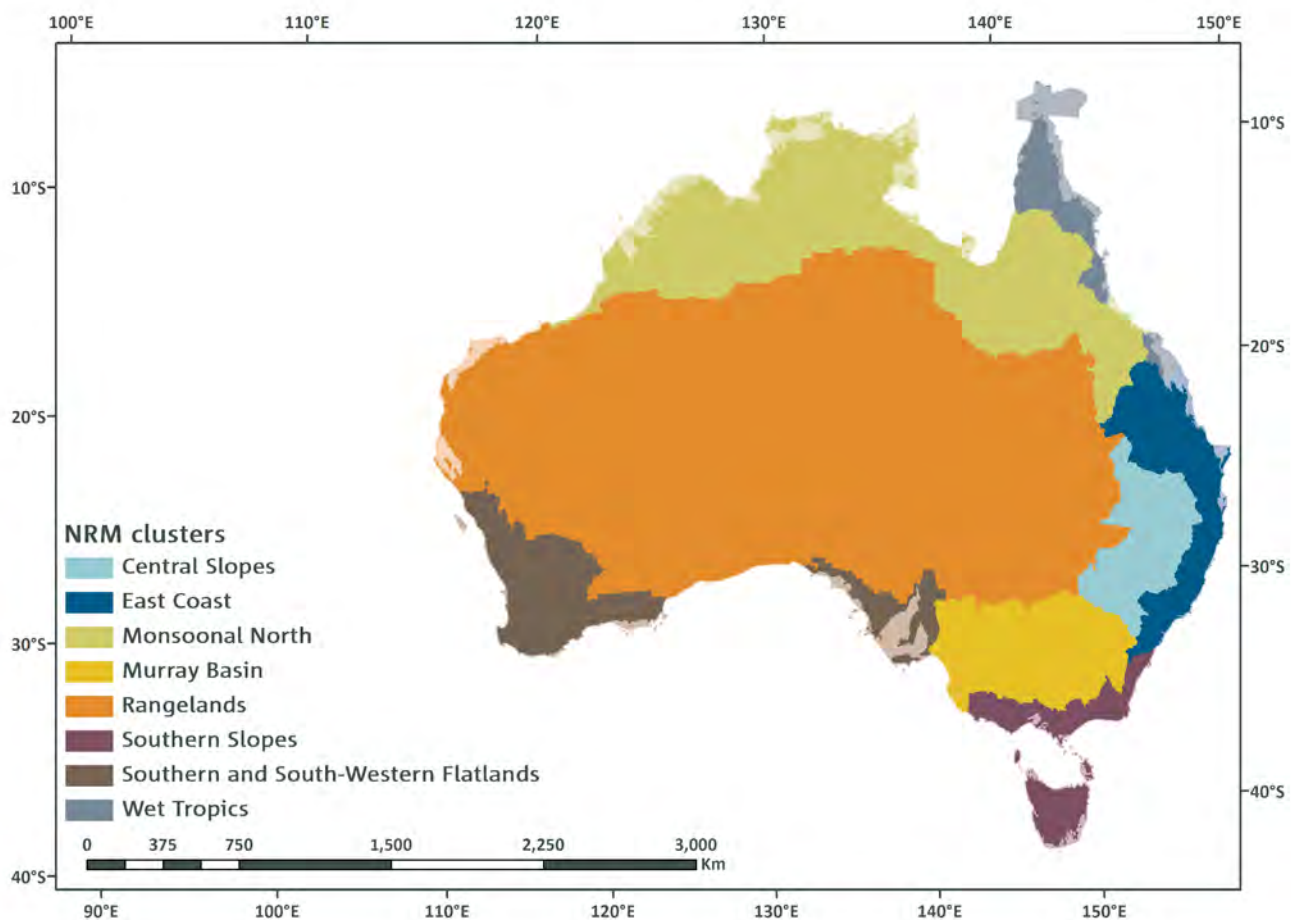 100°E 110°E 120°E 130°E 140°E 150°E
10°S
10°S
20°S
20°S
NRM clusters
Central Slopes
30°S
East Coast
Monsoonal North
30°S
Murray Basin
Rangelands
Southern Slopes
Southern and South-Western Flatlands
40°S
Wet Tropics
0 375 750 1,500 2,250 3,000
Km
40°S
90°E 100°E 110°E 120°E 130°E 140°E 150°E